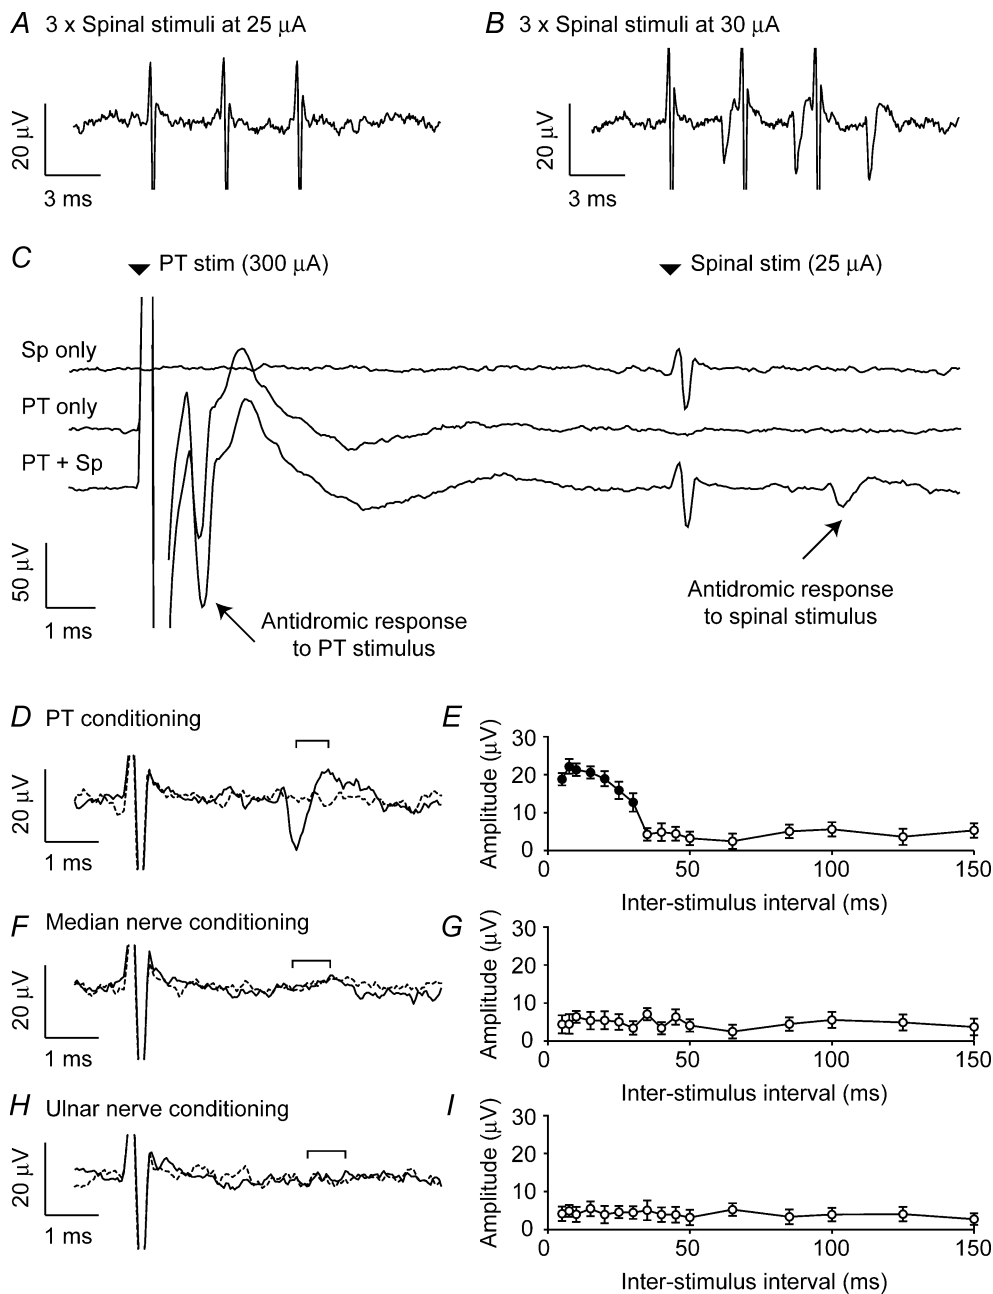 A 3 x Spinal stimuli at 25 μA
20 μV
3 ms
B 3 x Spinal stimuli at 30 μA
20 μV
3 ms
C
PT stim (300 μA)
Spinal stim (25 μA)
Sp only
PT only
PT + Sp
50 μV
1 ms
Antidromic response
to PT stimulus
Antidromic response
to spinal stimulus
D PT conditioning
20 μV
1 ms
E
Amplitude (μV)
30
20
10
0
0 50 100 150
Inter-stimulus interval (ms)
F Median nerve conditioning
20 μV
1 ms
G
Amplitude (μV)
30
20
10
0
0 50 100 150
Inter-stimulus interval (ms)
H Ulnar nerve conditioning
20 μV
1 ms
I
Amplitude (μV)
30
20
10
0
0 50 100 150
Inter-stimulus interval (ms)